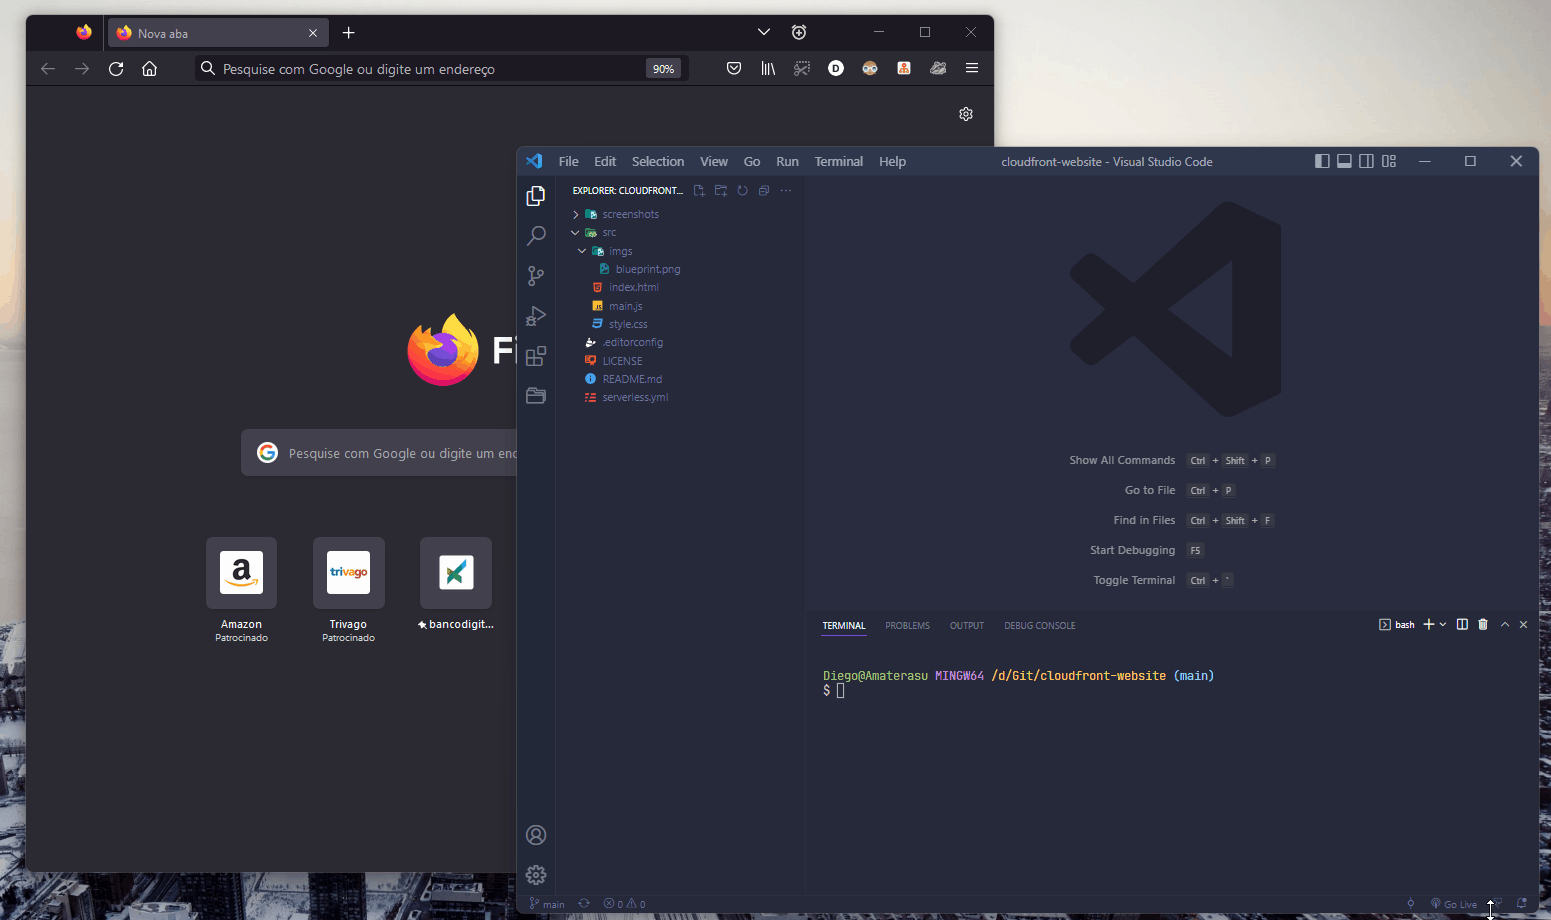 Nova aba
Pesquise com Google ou digite um endereço
90%
D
Fi
Pesquise com Google ou digite um end
a
trivago
Amazon
Patrocinado
Trivago
Patrocinado
bancodigit...
File Edit Selection View Go Run Terminal Help
cloudfront-website - Visual Studio Code
EXPLORER: CLOUDFRONT...
screenshots
src
imgs
blueprint.png
index.html
main.js
style.css
.editorconfig
LICENSE
README.md
serverless.yml
Show All Commands Ctrl + Shift + P
Go to File Ctrl + P
Find in Files Ctrl + Shift + F
Start Debugging F5
Toggle Terminal Ctrl + `
TERMINAL PROBLEMS OUTPUT DEBUG CONSOLE
bash
Diego@Amaterasu MINGW64 /d/Git/cloudfront-website (main)
$
main 0 0
Go Live